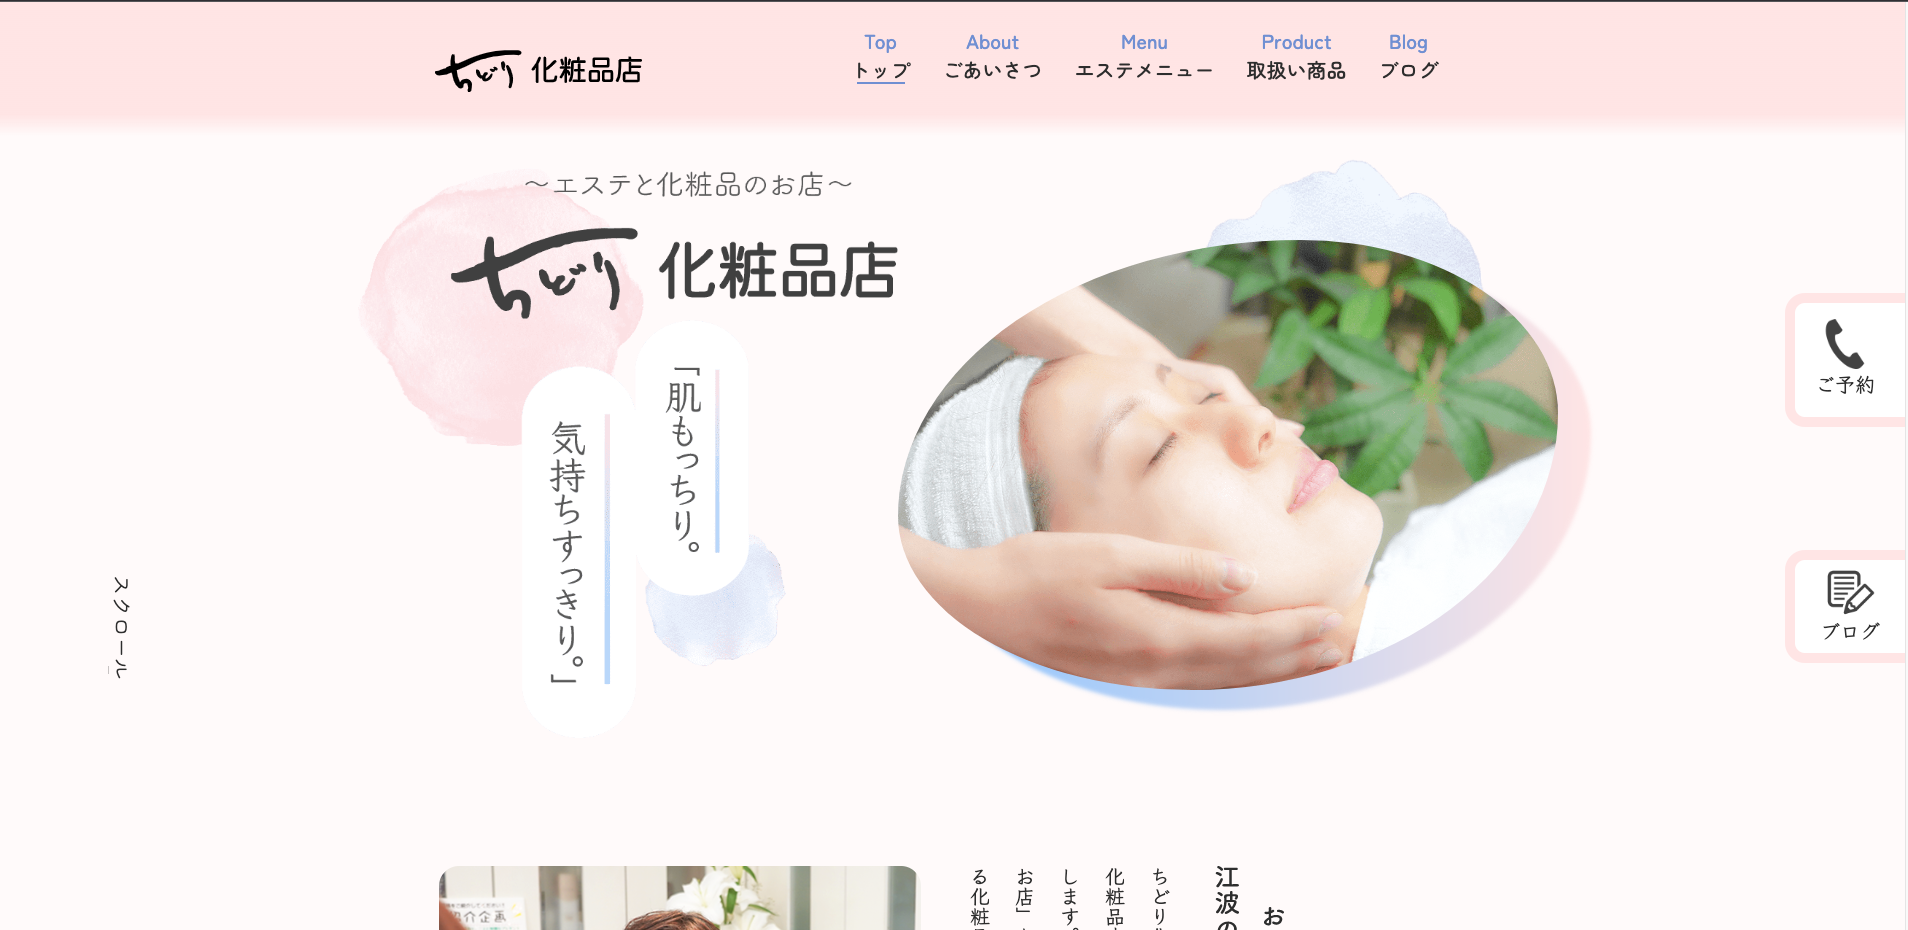 ちどり 化粧品店
Top
トップ
About
ごあいさつ
Menu
エステメニュー
Product
取扱い商品
Blog
ブログ
〜エステと化粧品のお店〜
ちどり 化粧品店
「肌もっちり。
気持ちすっきり。」
ご予約
ブログ
スクロール
お
江波の
ちどり
化粧品
します。
お店」
る化粧
介企画